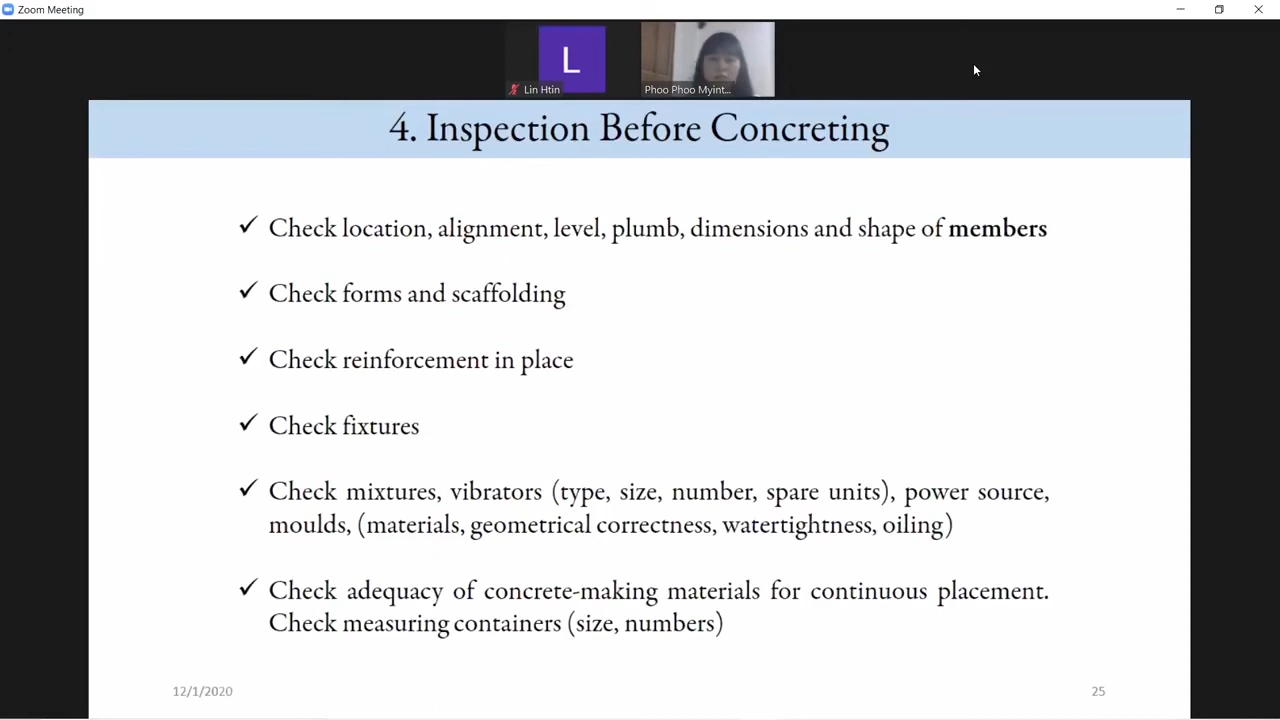 Zoom Meeting
L
Lin Htin
Phoo Phoo Myint...
4. Inspection Before Concreting
✓ Check location, alignment, level, plumb, dimensions and shape of members
✓ Check forms and scaffolding
✓ Check reinforcement in place
✓ Check fixtures
✓ Check mixtures, vibrators (type, size, number, spare units), power source,
moulds, (materials, geometrical correctness, watertightness, oiling)
✓ Check adequacy of concrete-making materials for continuous placement.
Check measuring containers (size, numbers)
12/1/2020
25